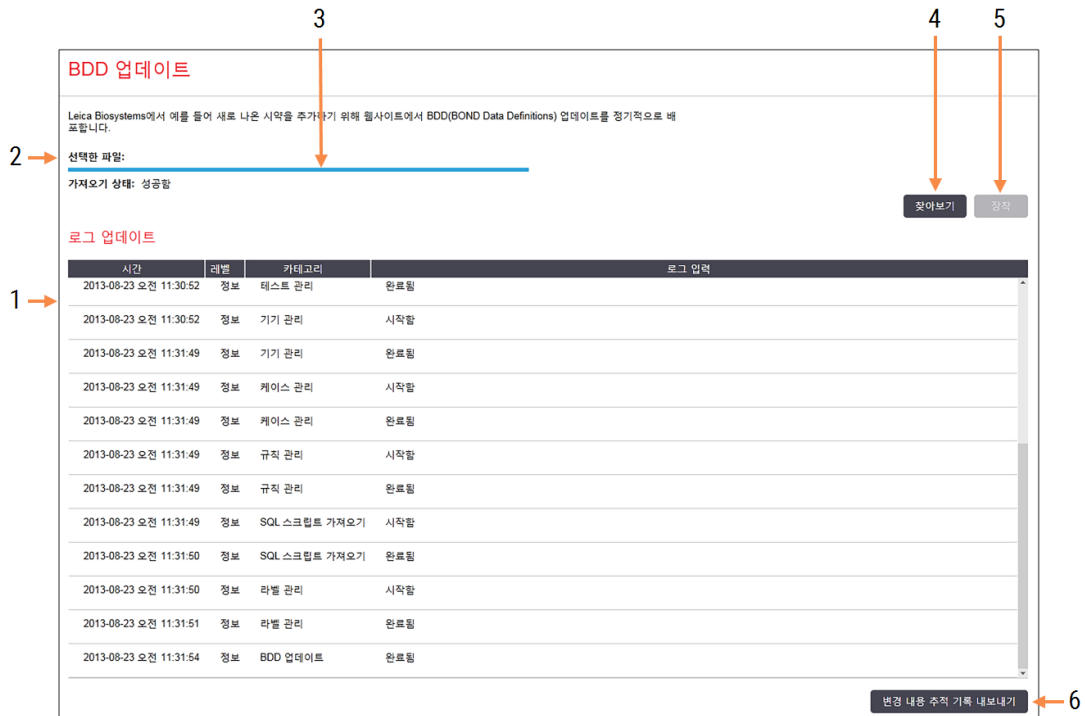 3
4
5
BDD 업데이트
Leica Biosystems에서 예를 들어 새로 나온 시약을 추가하기 위해 웹사이트에서 BDD(BOND Data Definitions) 업데이트를 정기적으로 배
포합니다.
2
선택한 파일:
가져오기 상태: 성공함
찾아보기
장착
로그 업데이트
시간 레벨 카테고리 로그 입력
1
2013-08-23 오전 11:30:52 정보 테스트 관리 완료됨
2013-08-23 오전 11:30:52 정보 기기 관리 시작함
2013-08-23 오전 11:31:49 정보 기기 관리 완료됨
2013-08-23 오전 11:31:49 정보 케이스 관리 시작함
2013-08-23 오전 11:31:49 정보 케이스 관리 완료됨
2013-08-23 오전 11:31:49 정보 규칙 관리 시작함
2013-08-23 오전 11:31:49 정보 규칙 관리 완료됨
2013-08-23 오전 11:31:49 정보 SQL 스크립트 가져오기 시작함
2013-08-23 오전 11:31:50 정보 SQL 스크립트 가져오기 완료됨
2013-08-23 오전 11:31:50 정보 라벨 관리 시작함
2013-08-23 오전 11:31:51 정보 라벨 관리 완료됨
2013-08-23 오전 11:31:54 정보 BDD 업데이트 완료됨
변경 내용 추적 기록 내보내기
6